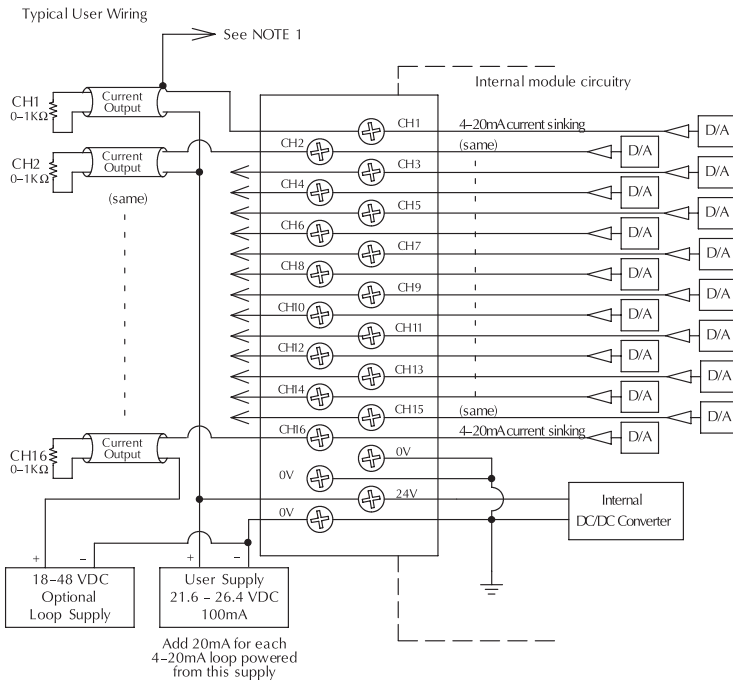 Typical User Wiring
See NOTE 1
Internal module circuitry
CH1
0–1KΩ
Current
Output
CH1
4–20mA current sinking
D/A
CH2
0–1KΩ
Current
Output
CH2
(same)
D/A
(same)
CH3
D/A
CH4
D/A
CH5
D/A
CH6
D/A
CH7
D/A
CH8
D/A
CH9
D/A
CH10
D/A
CH11
D/A
CH12
D/A
CH13
D/A
CH14
D/A
CH15
(same)
D/A
CH16
0–1KΩ
Current
Output
CH16
4–20mA current sinking
D/A
0V
0V
24V
0V
Internal
DC/DC Converter
+ –
18–48 VDC
Optional
Loop Supply
+ –
User Supply
21.6 – 26.4 VDC
100mA
Add 20mA for each
4–20mA loop powered
from this supply